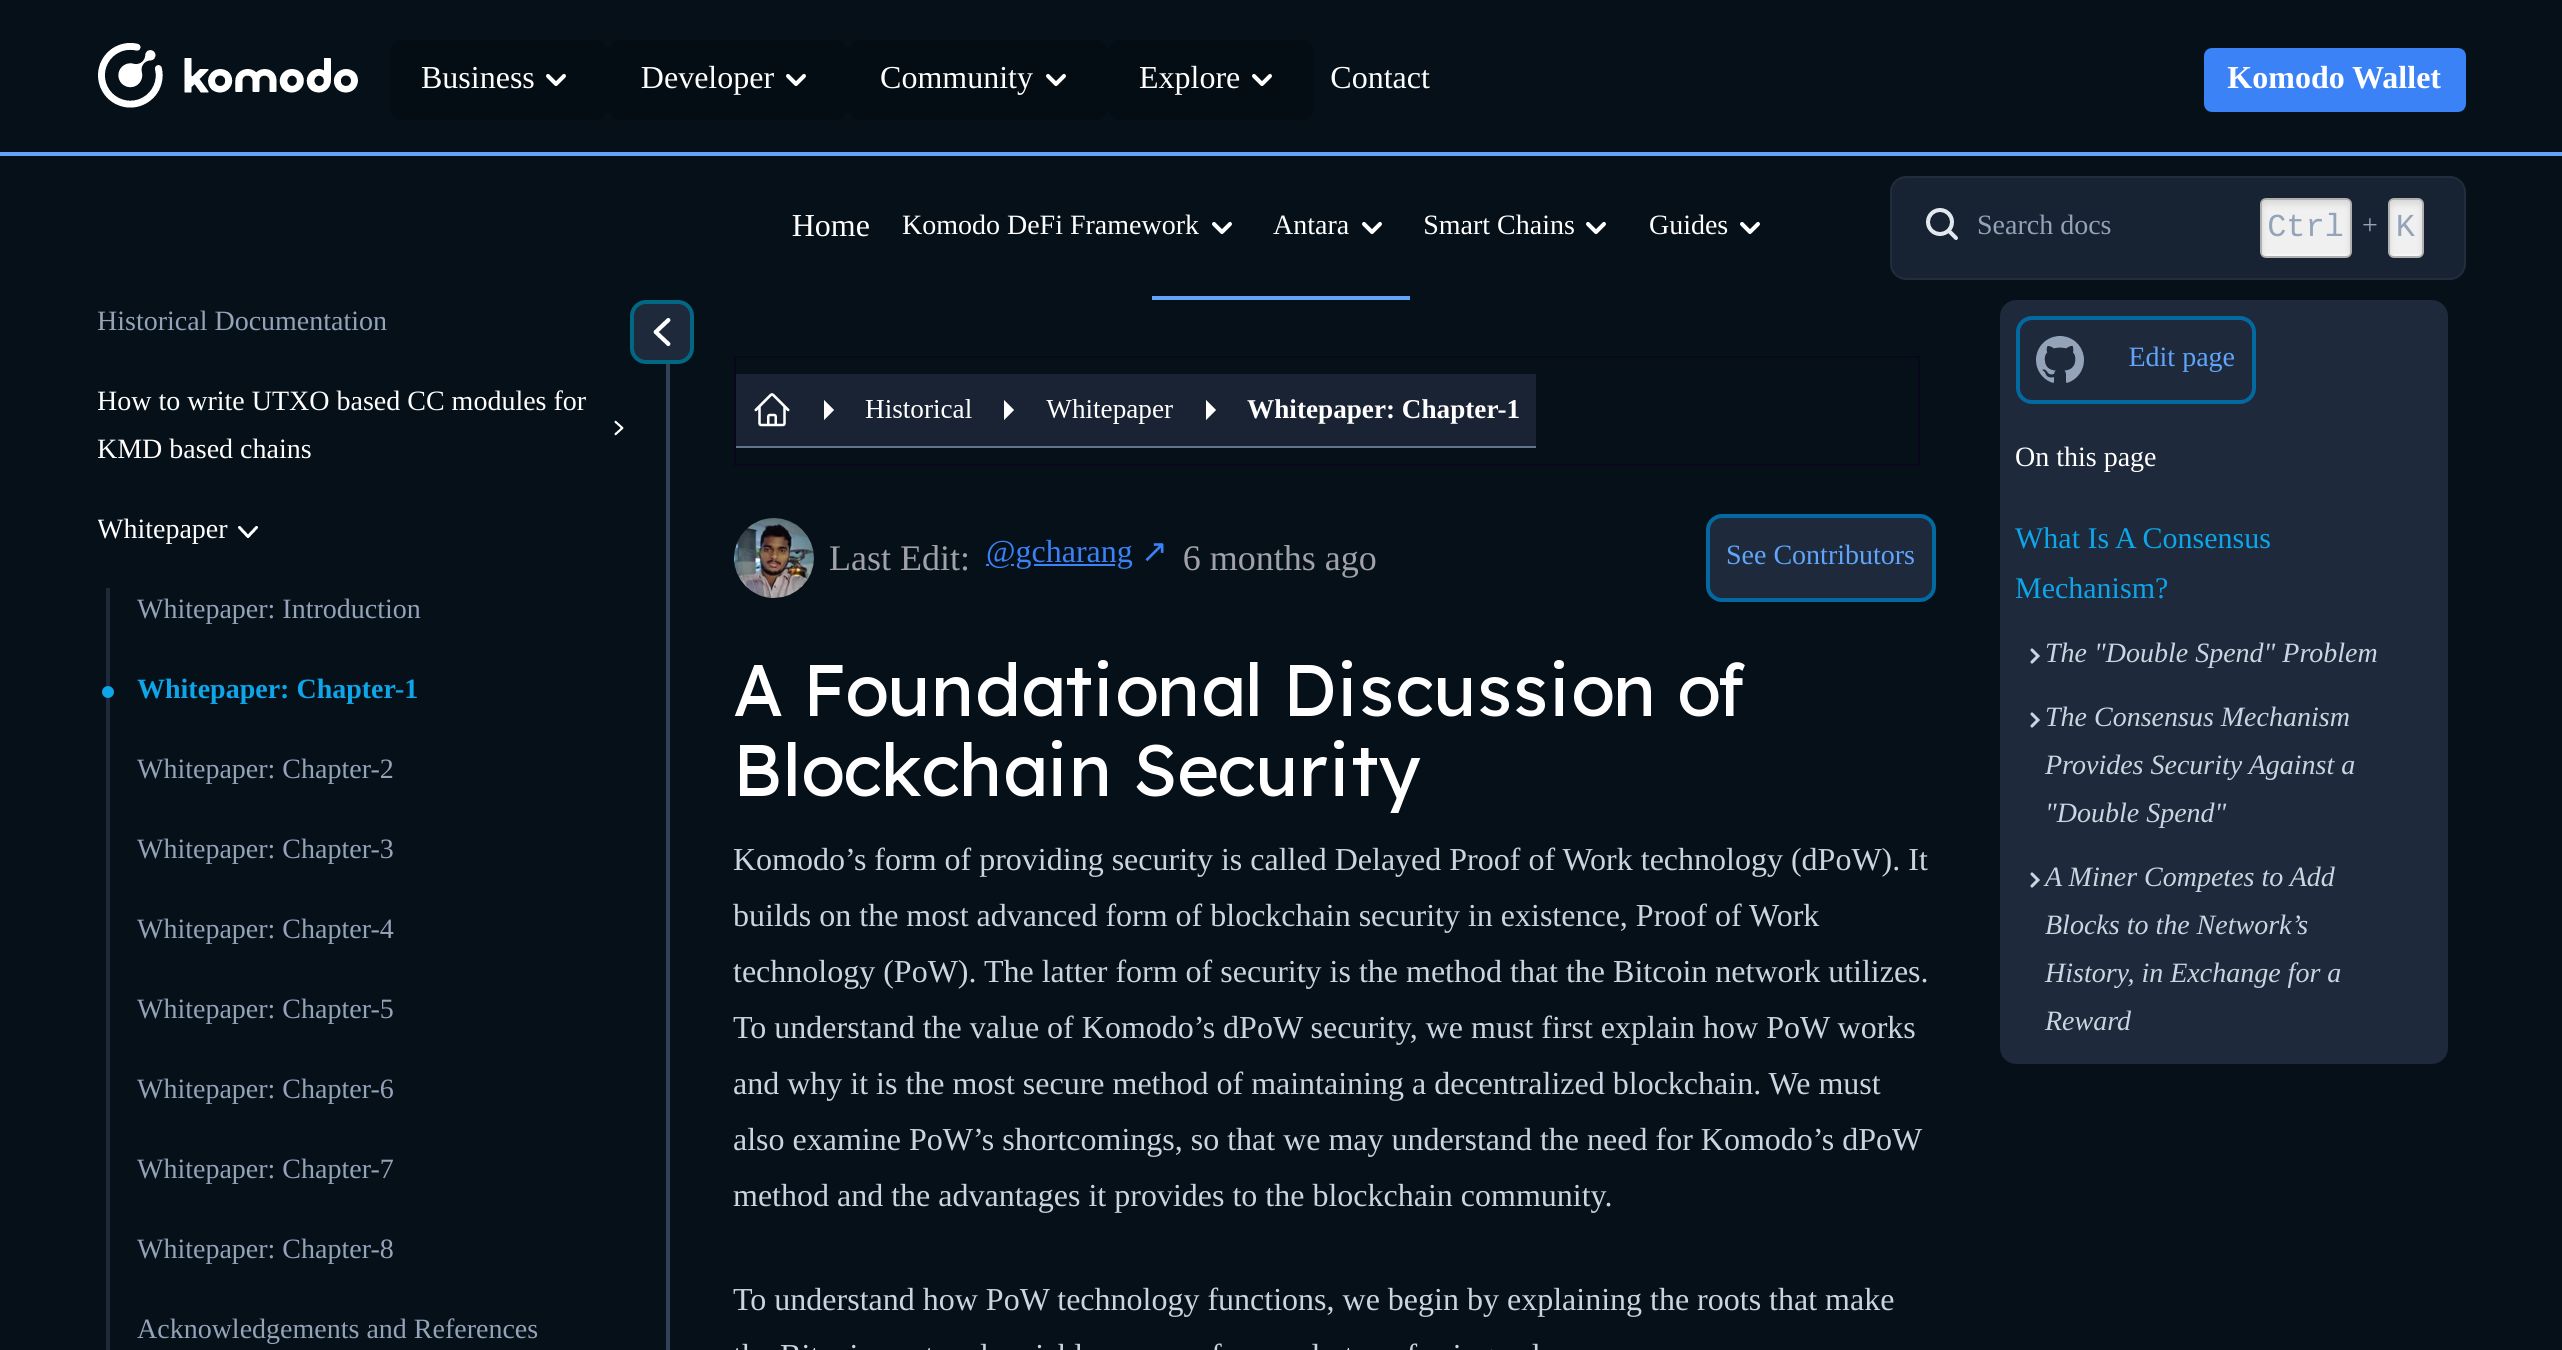 komodo
Business
Developer
Community
Explore
Contact
Komodo Wallet
Home
Komodo DeFi Framework
Antara
Smart Chains
Guides
Search docs
Ctrl + K
Historical Documentation
How to write UTXO based CC modules for
KMD based chains
Whitepaper
Whitepaper: Introduction
Whitepaper: Chapter-1
Whitepaper: Chapter-2
Whitepaper: Chapter-3
Whitepaper: Chapter-4
Whitepaper: Chapter-5
Whitepaper: Chapter-6
Whitepaper: Chapter-7
Whitepaper: Chapter-8
Acknowledgements and References
Historical
Whitepaper
Whitepaper: Chapter-1
Last Edit: @gcharang ↗ 6 months ago
See Contributors
A Foundational Discussion of
Blockchain Security
Komodo’s form of providing security is called Delayed Proof of Work technology (dPoW). It
builds on the most advanced form of blockchain security in existence, Proof of Work
technology (PoW). The latter form of security is the method that the Bitcoin network utilizes.
To understand the value of Komodo’s dPoW security, we must first explain how PoW works
and why it is the most secure method of maintaining a decentralized blockchain. We must
also examine PoW’s shortcomings, so that we may understand the need for Komodo’s dPoW
method and the advantages it provides to the blockchain community.
To understand how PoW technology functions, we begin by explaining the roots that make
Edit page
On this page
What Is A Consensus
Mechanism?
The "Double Spend" Problem
The Consensus Mechanism
Provides Security Against a
"Double Spend"
A Miner Competes to Add
Blocks to the Network’s
History, in Exchange for a
Reward